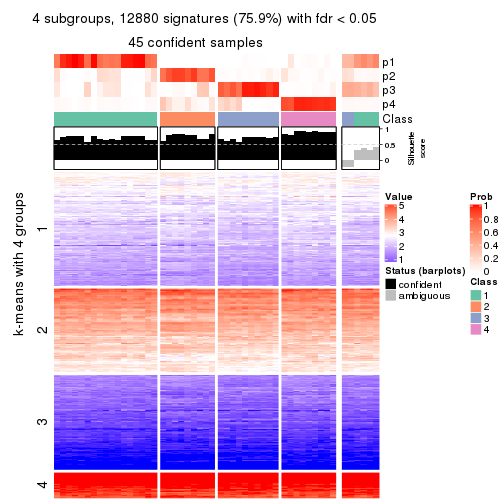 4 subgroups, 12880 signatures (75.9%) with fdr < 0.05
45 confident samples
p1
p2
p3
p4
Class
1
0.5
0
Silhouette
score
k-means with 4 groups
1
2
3
4
Value
5
4
3
2
1
Status (barplots)
confident
ambiguous
Prob
1
0.8
0.6
0.4
0.2
0
Class
1
2
3
4